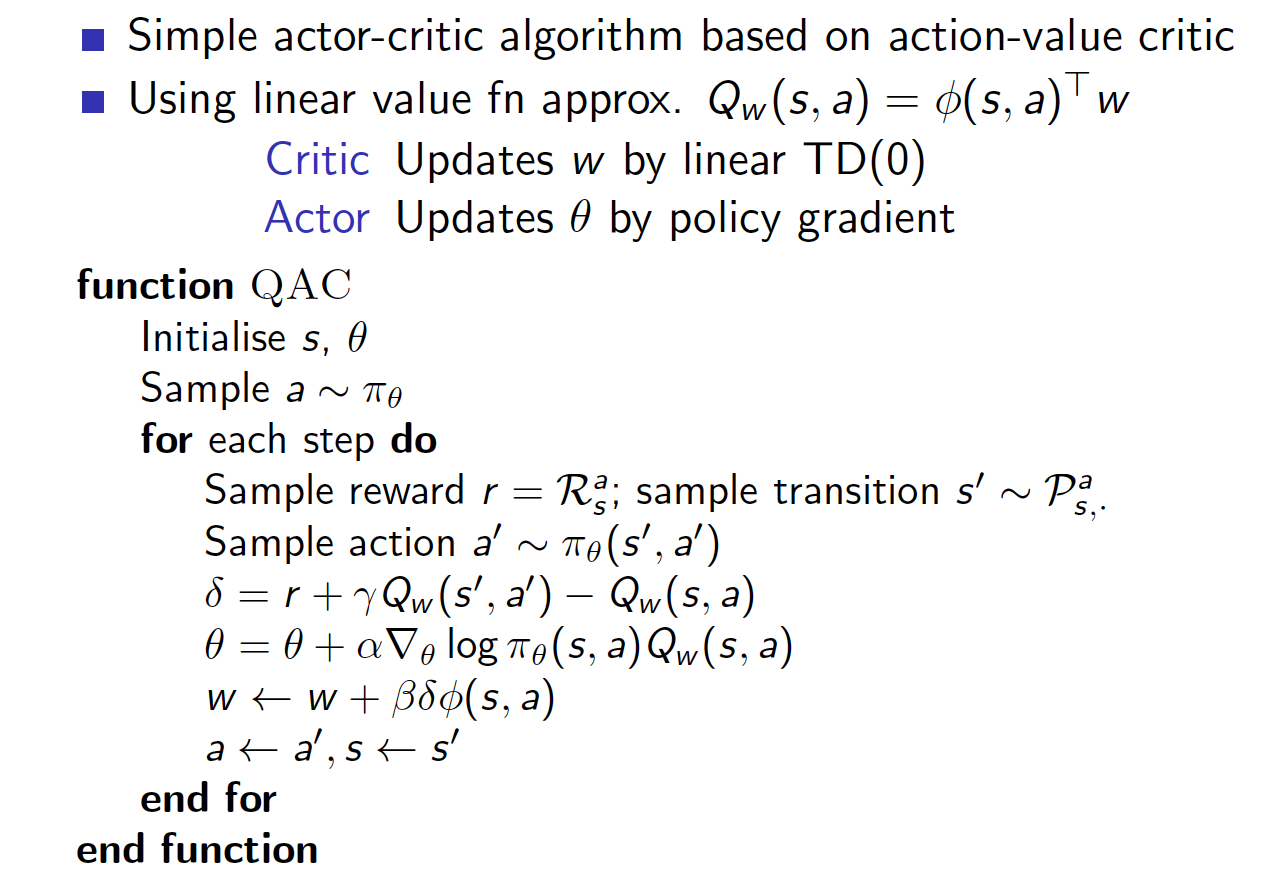 Simple actor-critic algorithm based on action-value critic
Using linear value fn approx. $Q_w(s, a) = \phi(s, a)^\top w$
Critic Updates $w$ by linear TD(0)
Actor Updates $\theta$ by policy gradient
function QAC
Initialise $s$, $\theta$
Sample $a \sim \pi_\theta$
for each step do
Sample reward $r = \mathcal{R}_s^a$; sample transition $s' \sim \mathcal{P}_{s,\cdot}^a$
Sample action $a' \sim \pi_\theta(s', a')$
$\delta = r + \gamma Q_w(s', a') - Q_w(s, a)$
$\theta = \theta + \alpha \nabla_\theta \log \pi_\theta(s, a) Q_w(s, a)$
$w \leftarrow w + \beta \delta \phi(s, a)$
$a \leftarrow a', s \leftarrow s'$
end for
end function